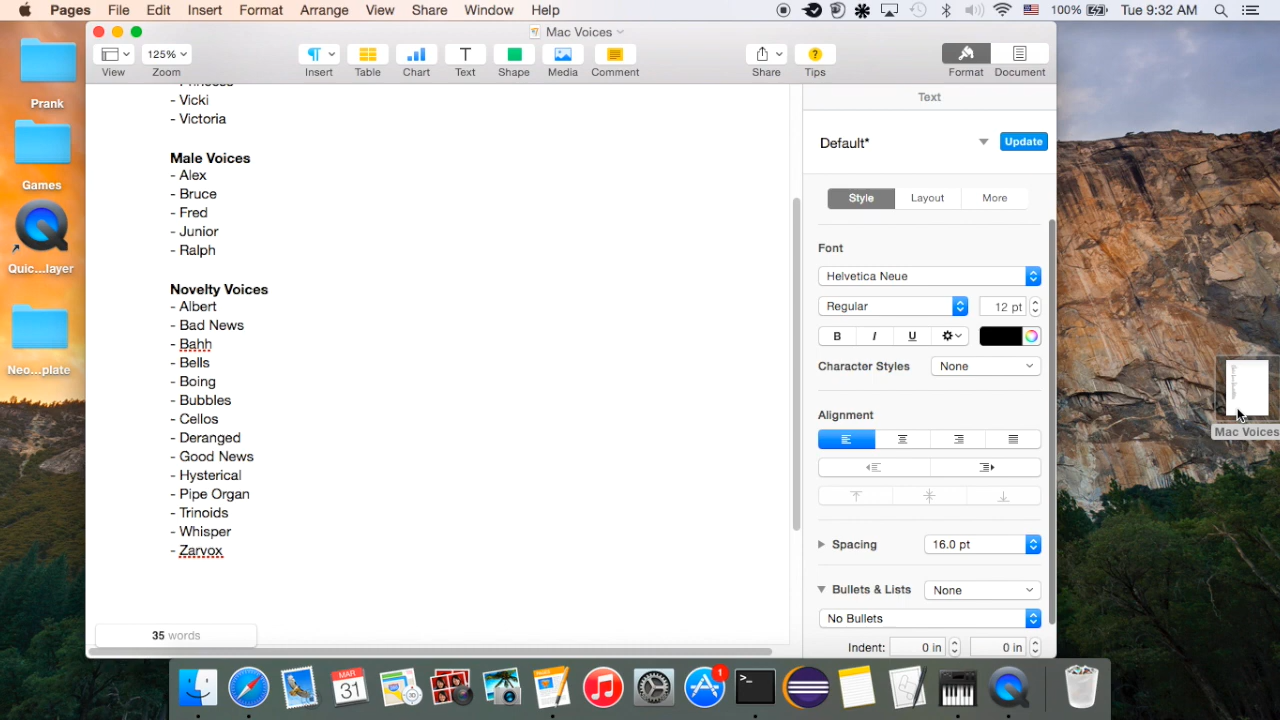 Pages File Edit Insert Format Arrange View Share Window Help 100% Tue 9:32 AM
Mac Voices
125%
View Zoom Insert Table Chart Text Shape Media Comment Share Tips Format Document
- Vicki
- Victoria
Male Voices
- Alex
- Bruce
- Fred
- Junior
- Ralph
Novelty Voices
- Albert
- Bad News
- Bahh
- Bells
- Boing
- Bubbles
- Cellos
- Deranged
- Good News
- Hysterical
- Pipe Organ
- Trinoids
- Whisper
- Zarvox
35 words
Text
Default*
Update
Style Layout More
Font
Helvetica Neue
Regular 12 pt
B I U
Character Styles None
Alignment
Spacing 16.0 pt
Bullets & Lists None
No Bullets
Indent: 0 in 0 in
Prank
Games
Quic...layer
Neo...plate
Mac Voices
MAR
31
3D
1